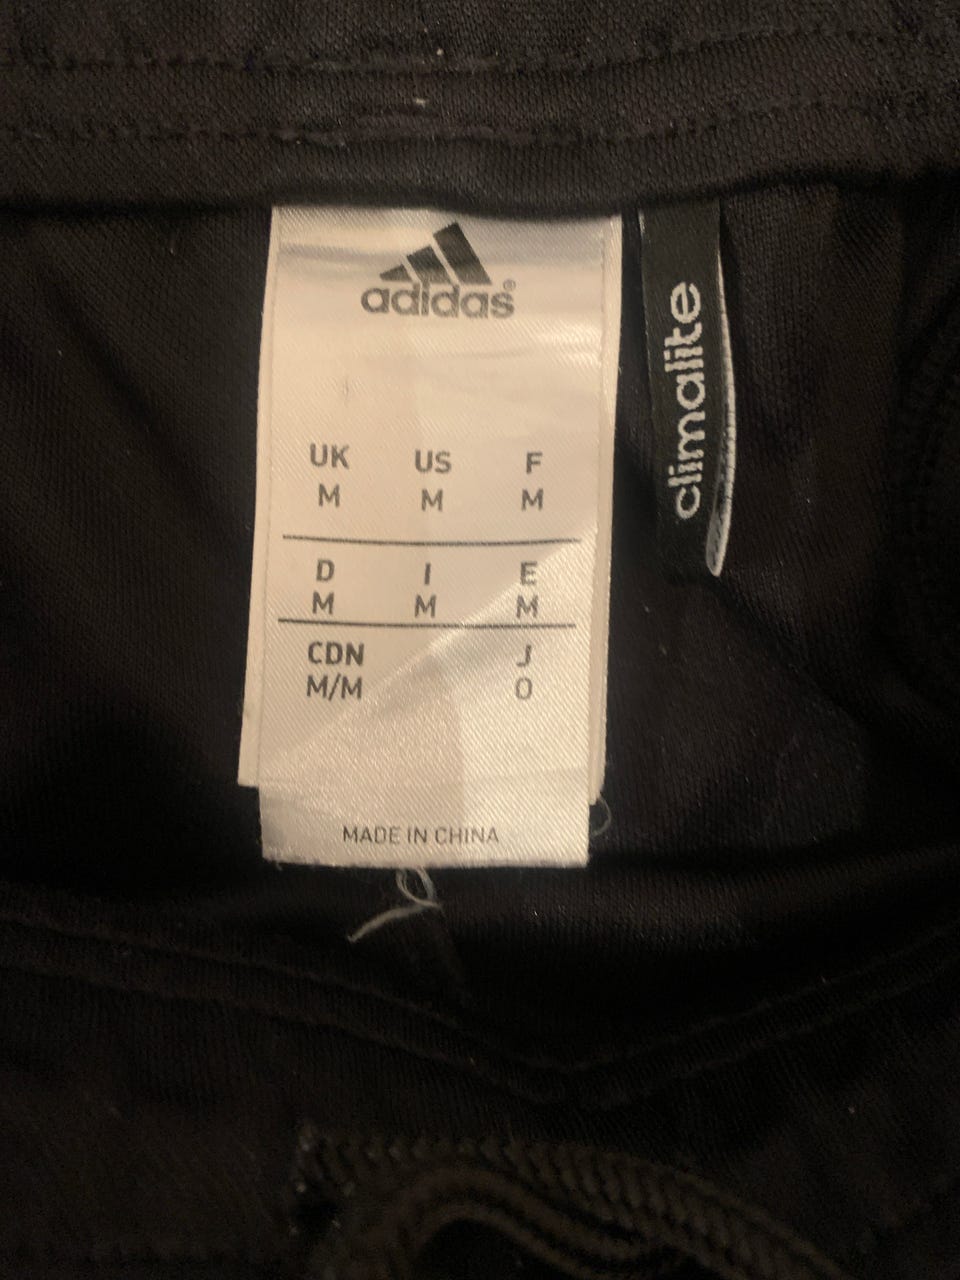 adidas®
UK US F
M M M
D I E
M M M
CDN J
M/M O
MADE IN CHINA
climalite